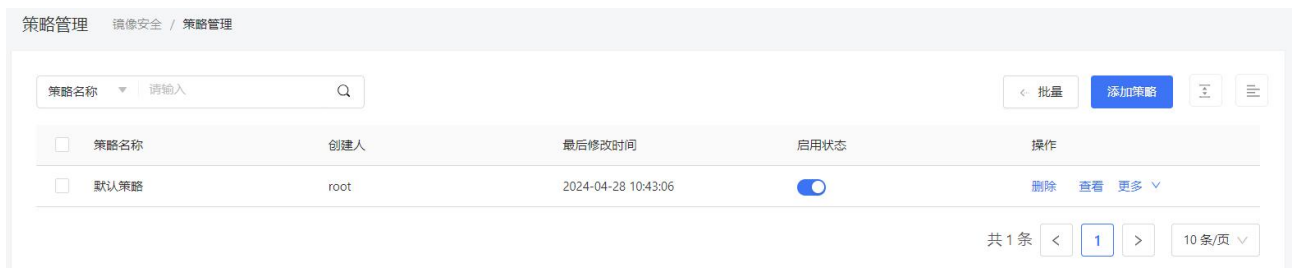 策略管理 镜像安全 / 策略管理
策略名称 请输入 批量 添加策略
策略名称 创建人 最后修改时间 启用状态 操作
默认策略 root 2024-04-28 10:43:06 删除 查看 更多
共 1 条 < 1 > 10 条/页